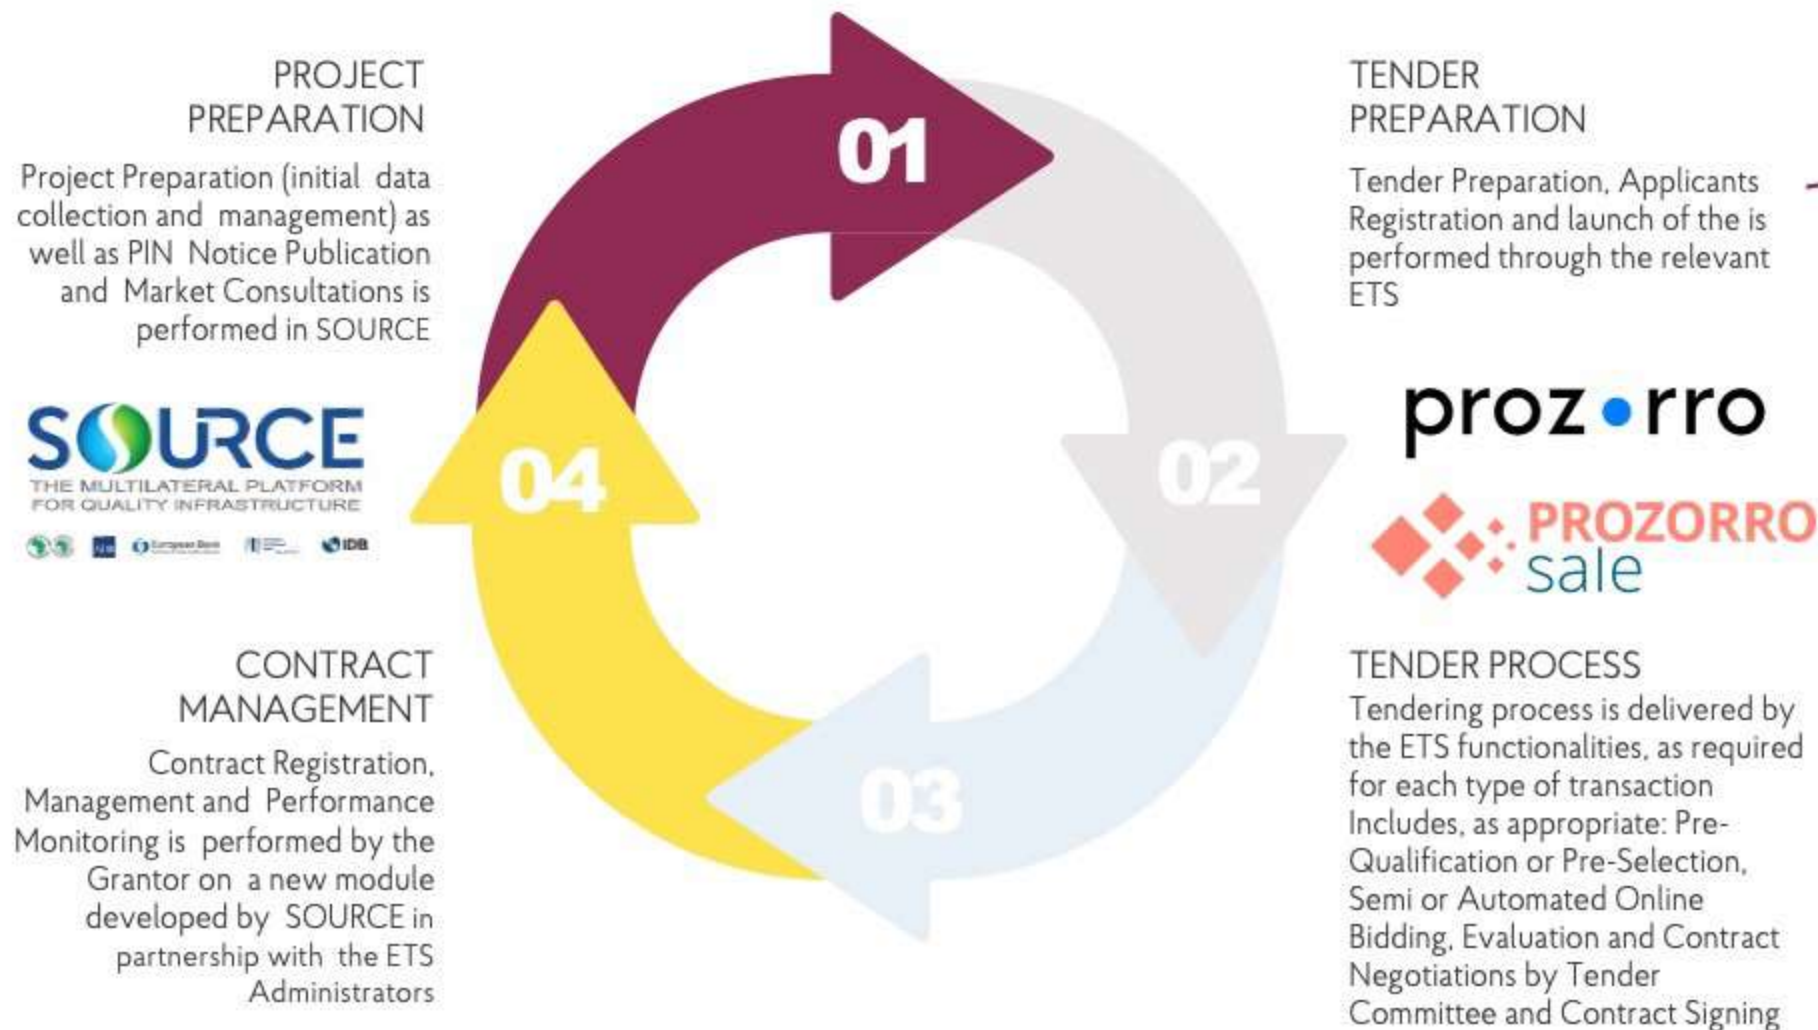 PROJECT
PREPARATION
Project Preparation (initial data
collection and management) as
well as PIN Notice Publication
and Market Consultations is
performed in SOURCE
SOURCE
THE MULTILATERAL PLATFORM
FOR QUALITY INFRASTRUCTURE
European Bank
IDB
01
02
03
04
TENDER
PREPARATION
Tender Preparation, Applicants
Registration and launch of the is
performed through the relevant
ETS
proz•rro
PROZORRO
sale
CONTRACT
MANAGEMENT
Contract Registration,
Management and Performance
Monitoring is performed by the
Grantor on a new module
developed by SOURCE in
partnership with the ETS
Administrators
TENDER PROCESS
Tendering process is delivered by
the ETS functionalities, as required
for each type of transaction
Includes, as appropriate: Pre-
Qualification or Pre-Selection,
Semi or Automated Online
Bidding, Evaluation and Contract
Negotiations by Tender
Committee and Contract Signing